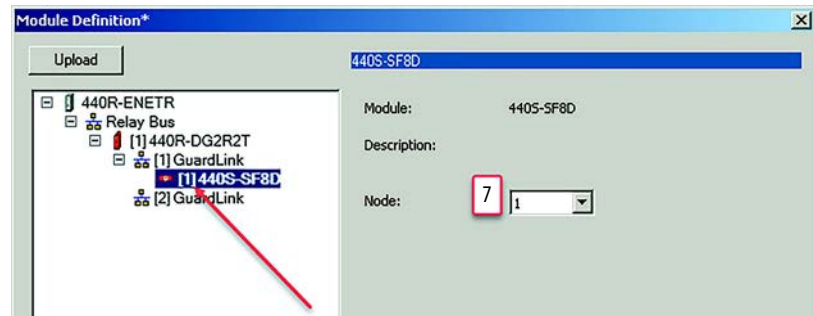 Module Definition*
Upload
440S-SF8D
440R-ENETR
Relay Bus
[1] 440R-DG2R2T
[1] GuardLink
[1] 440S-SF8D
[2] GuardLink
Module: 440S-SF8D
Description:
Node: 7 1